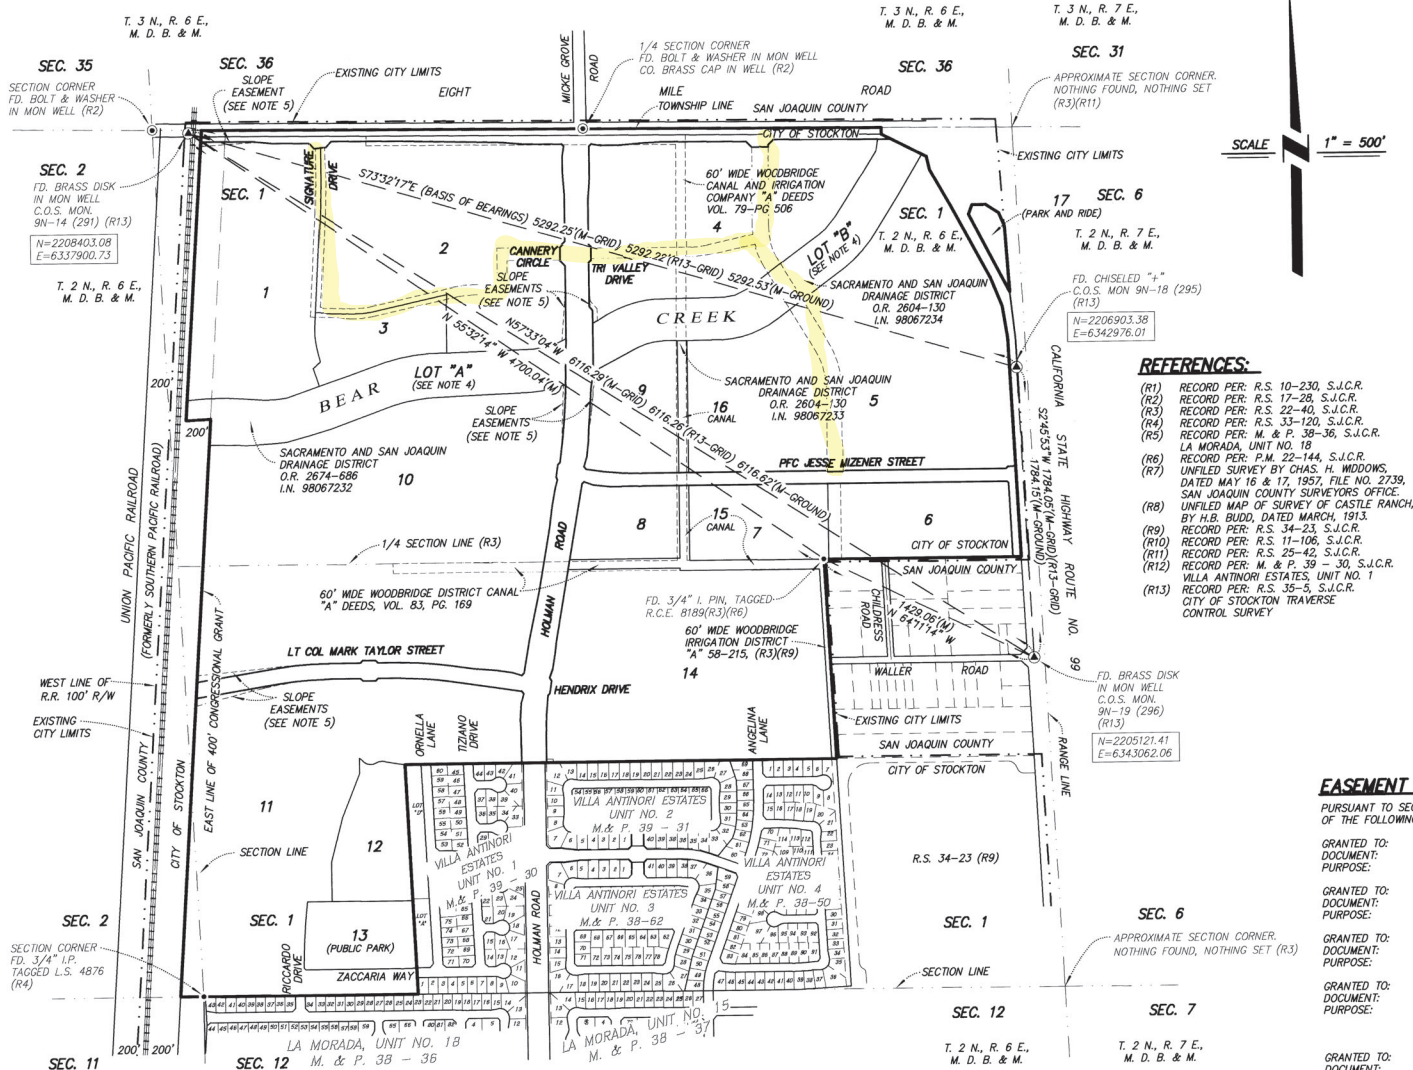 T. 3 N., R. 6 E.,
M. D. B. & M.
T. 3 N., R. 6 E.,
M. D. B. & M.
T. 3 N., R. 7 E.,
M. D. B. & M.
SEC. 35
SEC. 36
SEC. 36
SEC. 31
SECTION CORNER
FD. BOLT & WASHER
IN MON WELL (R2)
SLOPE
EASEMENT
(SEE NOTE 5)
EXISTING CITY LIMITS
EIGHT
MILE
ROAD
MICKE GROVE
ROAD
1/4 SECTION CORNER
FD. BOLT & WASHER IN MON WELL
CO. BRASS CAP IN WELL (R2)
TOWNSHIP LINE
SAN JOAQUIN COUNTY
CITY OF STOCKTON
APPROXIMATE SECTION CORNER.
NOTHING FOUND, NOTHING SET
(R3)(R11)
EXISTING CITY LIMITS
SCALE
N
1" = 500'
SEC. 2
FD. BRASS DISK
IN MON WELL
C.O.S. MON.
9N-14 (291) (R13)
N=2208403.08
E=6337900.73
T. 2 N., R. 6 E.,
M. D. B. & M.
SEC. 1
SIGNATURE
DRIVE
S73°32'17"E (BASIS OF BEARINGS) 5292.25'(M-GRID) 5292.22'(R13-GRID) 5292.53'(M-GROUND)
60' WIDE WOODBRIDGE
CANAL AND IRRIGATION
COMPANY "A" DEEDS
VOL. 79-PG 506
4
LOT "B"
(SEE NOTE 4)
SEC. 1
T. 2 N., R. 6 E.,
M. D. B. & M.
17
(PARK AND RIDE)
SEC. 6
T. 2 N., R. 7 E.,
M. D. B. & M.
FD. CHISELED "+"
C.O.S. MON 9N-18 (295)
(R13)
N=2206903.38
E=6342976.01
1
2
3
CANNERY
CIRCLE
SLOPE
EASEMENTS
(SEE NOTE 5)
TRI VALLEY
DRIVE
SACRAMENTO AND SAN JOAQUIN
DRAINAGE DISTRICT
O.R. 2604-130
I.N. 98067234
CREEK
N57°33'04"W 6116.29'(M-GRID) 6116.26'(R13-GRID) 6116.62'(M-GROUND)
N 55°32'14" W 4700.04'(M)
LOT "A"
(SEE NOTE 4)
BEAR
200'
200'
SLOPE
EASEMENTS
(SEE NOTE 5)
9
16
CANAL
SACRAMENTO AND SAN JOAQUIN
DRAINAGE DISTRICT
O.R. 2604-130
I.N. 98067233
5
SACRAMENTO AND SAN JOAQUIN
DRAINAGE DISTRICT
O.R. 2674-686
I.N. 98067232
10
PFC JESSE MIZENER STREET
CALIFORNIA STATE HIGHWAY ROUTE NO. 99
S2°45'53"W 1784.05'(M-GRID)(R13-GRID)
1784.15'(M-GROUND)
REFERENCES:
(R1) RECORD PER: R.S. 10-230, S.J.C.R.
(R2) RECORD PER: R.S. 17-28, S.J.C.R.
(R3) RECORD PER: R.S. 22-40, S.J.C.R.
(R4) RECORD PER: R.S. 33-120, S.J.C.R.
(R5) RECORD PER: M. & P. 38-36, S.J.C.R.
LA MORADA, UNIT NO. 18
(R6) RECORD PER: P.M. 22-144, S.J.C.R.
(R7) UNFILED SURVEY BY CHAS. H. WIDDOWS,
DATED MAY 16 & 17, 1957, FILE NO. 2739,
SAN JOAQUIN COUNTY SURVEYORS OFFICE.
(R8) UNFILED MAP OF SURVEY OF CASTLE RANCH,
BY H.B. BUDD, DATED MARCH, 1913.
(R9) RECORD PER: R.S. 34-23, S.J.C.R.
(R10) RECORD PER: R.S. 11-106, S.J.C.R.
(R11) RECORD PER: R.S. 25-42, S.J.C.R.
(R12) RECORD PER: M. & P. 39 - 30, S.J.C.R.
VILLA ANTINORI ESTATES, UNIT NO. 1
(R13) RECORD PER: R.S. 35-5, S.J.C.R.
CITY OF STOCKTON TRAVERSE
CONTROL SURVEY
UNION PACIFIC RAILROAD
(FORMERLY SOUTHERN PACIFIC RAILROAD)
8
15
CANAL
7
6
CITY OF STOCKTON
SAN JOAQUIN COUNTY
1/4 SECTION LINE (R3)
HOLMAN
ROAD
60' WIDE WOODBRIDGE DISTRICT CANAL
"A" DEEDS, VOL. 83, PG. 169
FD. 3/4" I. PIN, TAGGED
R.C.E. 8189(R3)(R6)
60' WIDE WOODBRIDGE
IRRIGATION DISTRICT
"A" 58-215, (R3)(R9)
CHILDRESS
ROAD
1429.06'(M)
N 64°11'14" W
WALLER
ROAD
14
LT COL MARK TAYLOR STREET
HENDRIX DRIVE
WEST LINE OF
R.R. 100' R/W
EXISTING
CITY LIMITS
SLOPE
EASEMENTS
(SEE NOTE 5)
EAST LINE OF 400' CONGRESSIONAL GRANT
SAN JOAQUIN COUNTY
CITY OF STOCKTON
FD. BRASS DISK
IN MON WELL
C.O.S. MON.
9N-19 (296)
(R13)
N=2205121.41
E=6343062.06
EXISTING CITY LIMITS
SAN JOAQUIN COUNTY
CITY OF STOCKTON
RANGE LINE
ORNELLA
LANE
TIZIANO
DRIVE
ANGELINA
LANE
11
12
SECTION LINE
VILLA ANTINORI ESTATES
UNIT NO. 2
M.& P. 39 - 31
VILLA ANTINORI
ESTATES
UNIT NO. 1
M.& P. 39 - 30
VILLA ANTINORI ESTATES
UNIT NO. 3
M.& P. 38-62
VILLA ANTINORI
ESTATES
UNIT NO. 4
M.& P. 38-50
R.S. 34-23 (R9)
EASEMENT
PURSUANT TO SEC
OF THE FOLLOWING
GRANTED TO:
DOCUMENT:
PURPOSE:
GRANTED TO:
DOCUMENT:
PURPOSE:
GRANTED TO:
DOCUMENT:
PURPOSE:
GRANTED TO:
DOCUMENT:
PURPOSE:
GRANTED TO:
DOCUMENT:
SEC. 2
SEC. 1
13
(PUBLIC PARK)
RICCARDO
DRIVE
ZACCARIA WAY
HOLMAN ROAD
SEC. 1
SEC. 6
APPROXIMATE SECTION CORNER.
NOTHING FOUND, NOTHING SET (R3)
SECTION CORNER
FD. 3/4" I.P.
TAGGED L.S. 4876
(R4)
SECTION LINE
SEC. 12
SEC. 7
T. 2 N., R. 6 E.,
M. D. B. & M.
T. 2 N., R. 7 E.,
M. D. B. & M.
LA MORADA, UNIT NO. 18
M. & P. 38 - 36
LA MORADA, UNIT NO. 15
M. & P. 38 - 37
200'
200'
SEC. 11
SEC. 12